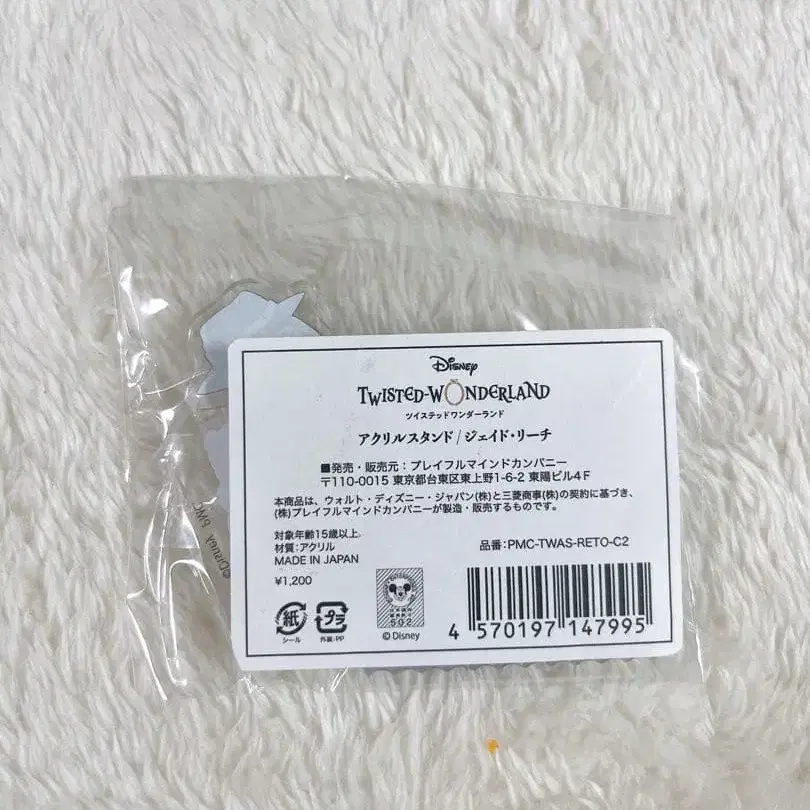 Disney
TWISTED-WONDERLAND
ツイステッドワンダーランド
アクリルスタンド/ジェイド・リーチ
■発売・販売元:プレイフルマインドカンパニー
〒110-0015 東京都台東区東上野1-6-2 東陽ビル4F
本商品は、ウォルト・ディズニー・ジャパン(株)と三菱商事(株)の契約に基づき、
(株)プレイフルマインドカンパニーが製造・販売するものです。
対象年齢15歳以上
材質:アクリル
MADE IN JAPAN
品番:PMC-TWAS-RETO-C2
¥1,200
紙
シール
プラ
外装:PP
502
© Disney
4 570197 147995
©Disney PMC